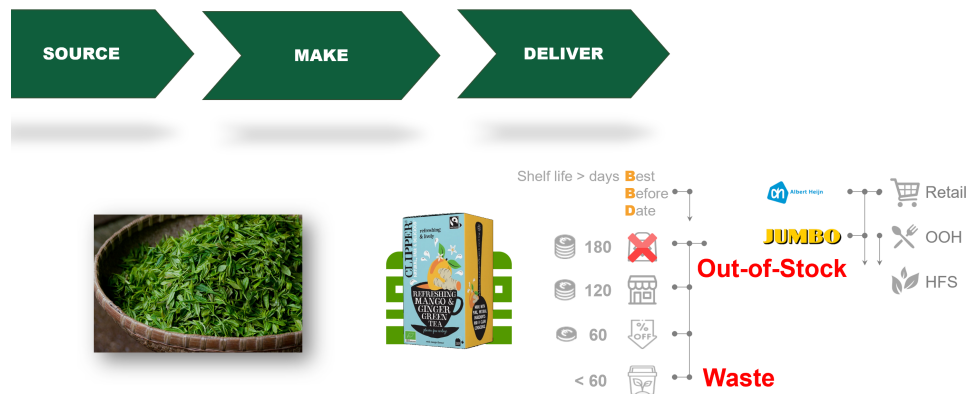 SOURCE
MAKE
DELIVER
Shelf life > days Best
Before
Date
ah Albert Heijn
Retail
JUMBO
OOH
HFS
180
Out-of-Stock
120
60
% OFF
< 60
Waste
refreshing
& lively
CLIPPER
REFRESHING
MANGO &
GINGER
GREEN
TEA